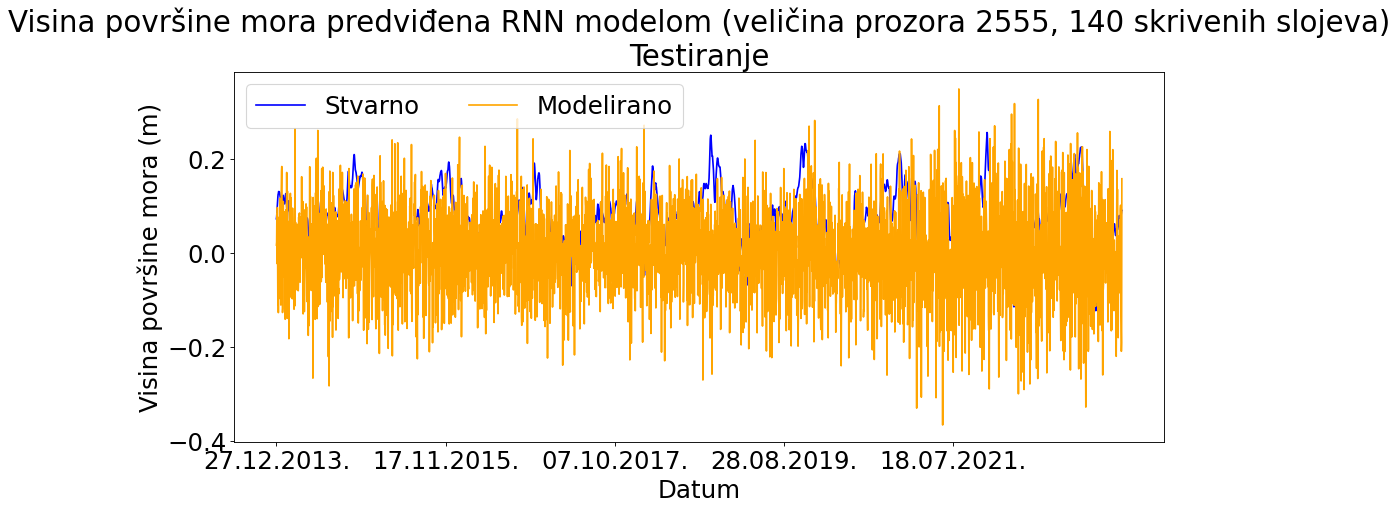 Visina površine mora predviđena RNN modelom (veličina prozora 2555, 140 skrivenih slojeva)
Testiranje
Stvarno Modelirano
Visina površine mora (m)
0.2
0.0
−0.2
−0.4
27.12.2013. 17.11.2015. 07.10.2017. 28.08.2019. 18.07.2021.
Datum